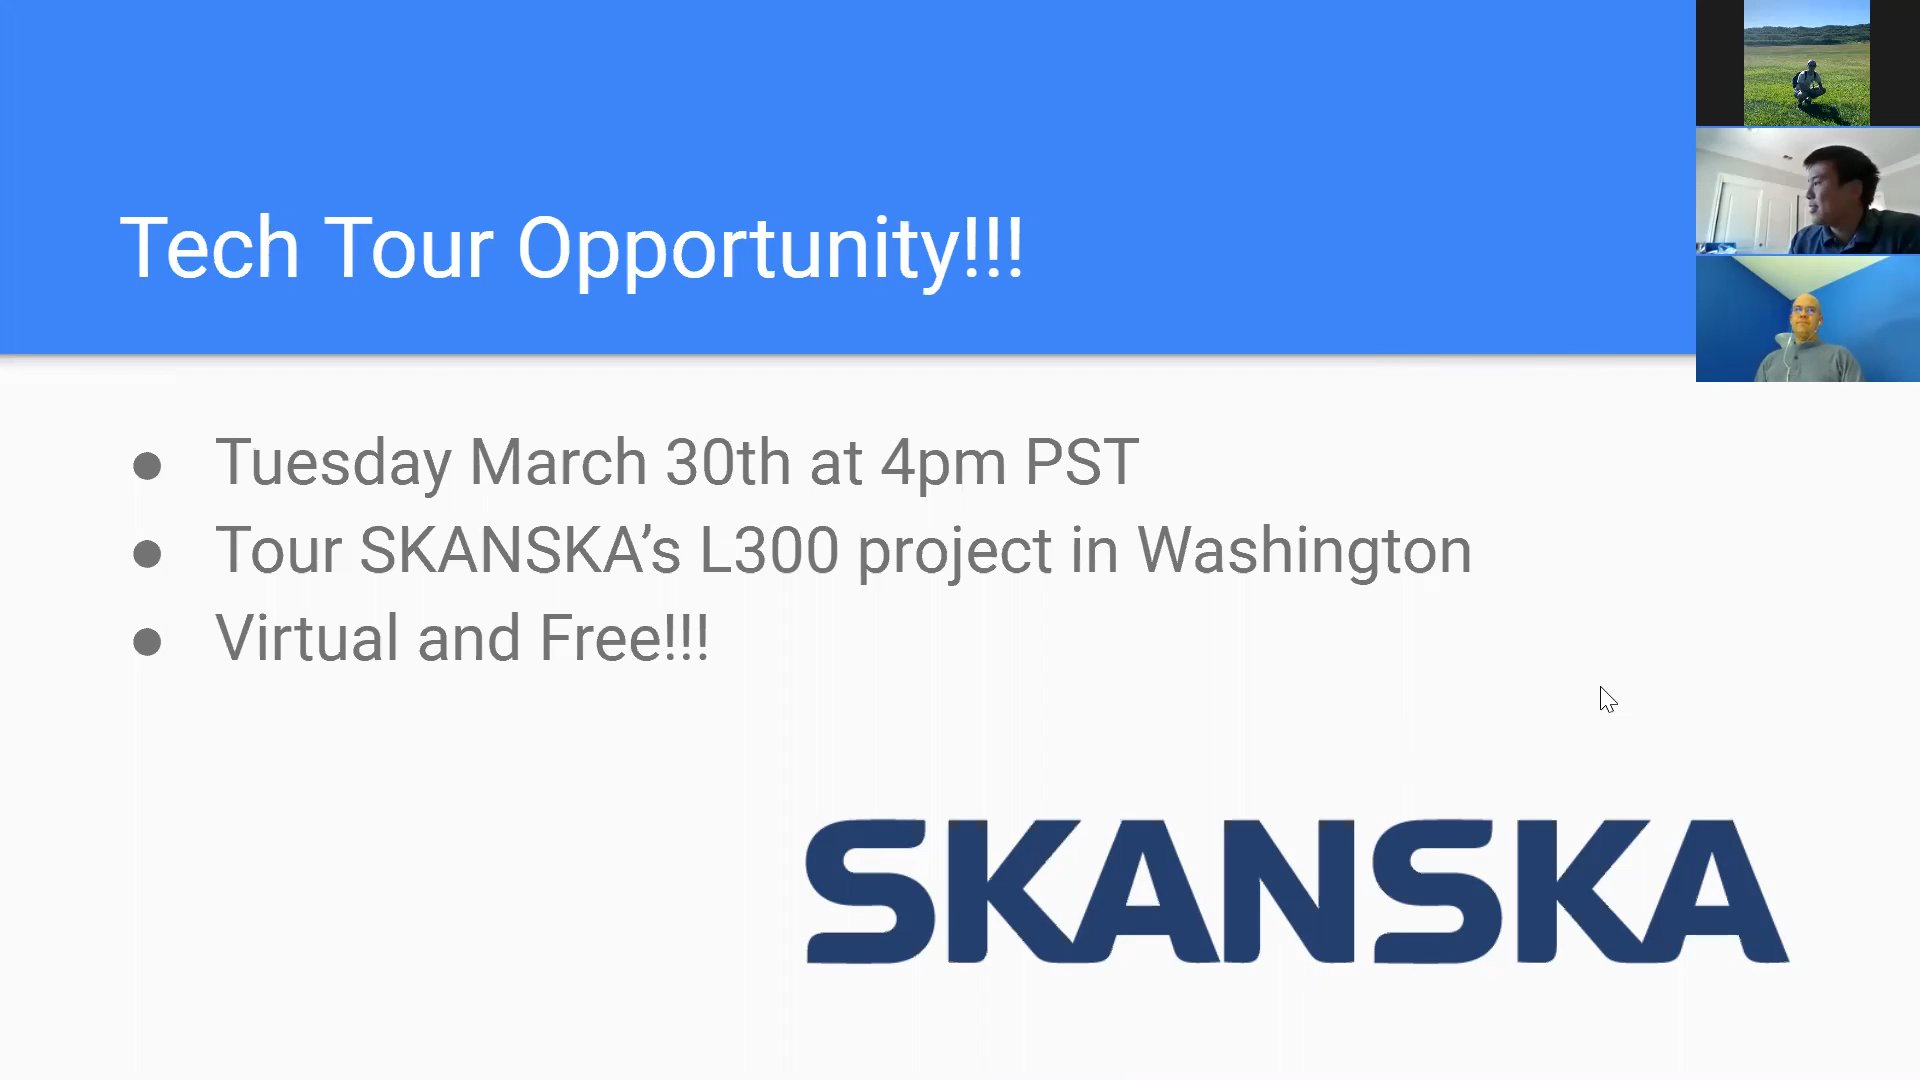 Tech Tour Opportunity!!!
● Tuesday March 30th at 4pm PST
● Tour SKANSKA’s L300 project in Washington
● Virtual and Free!!!
SKANSKA